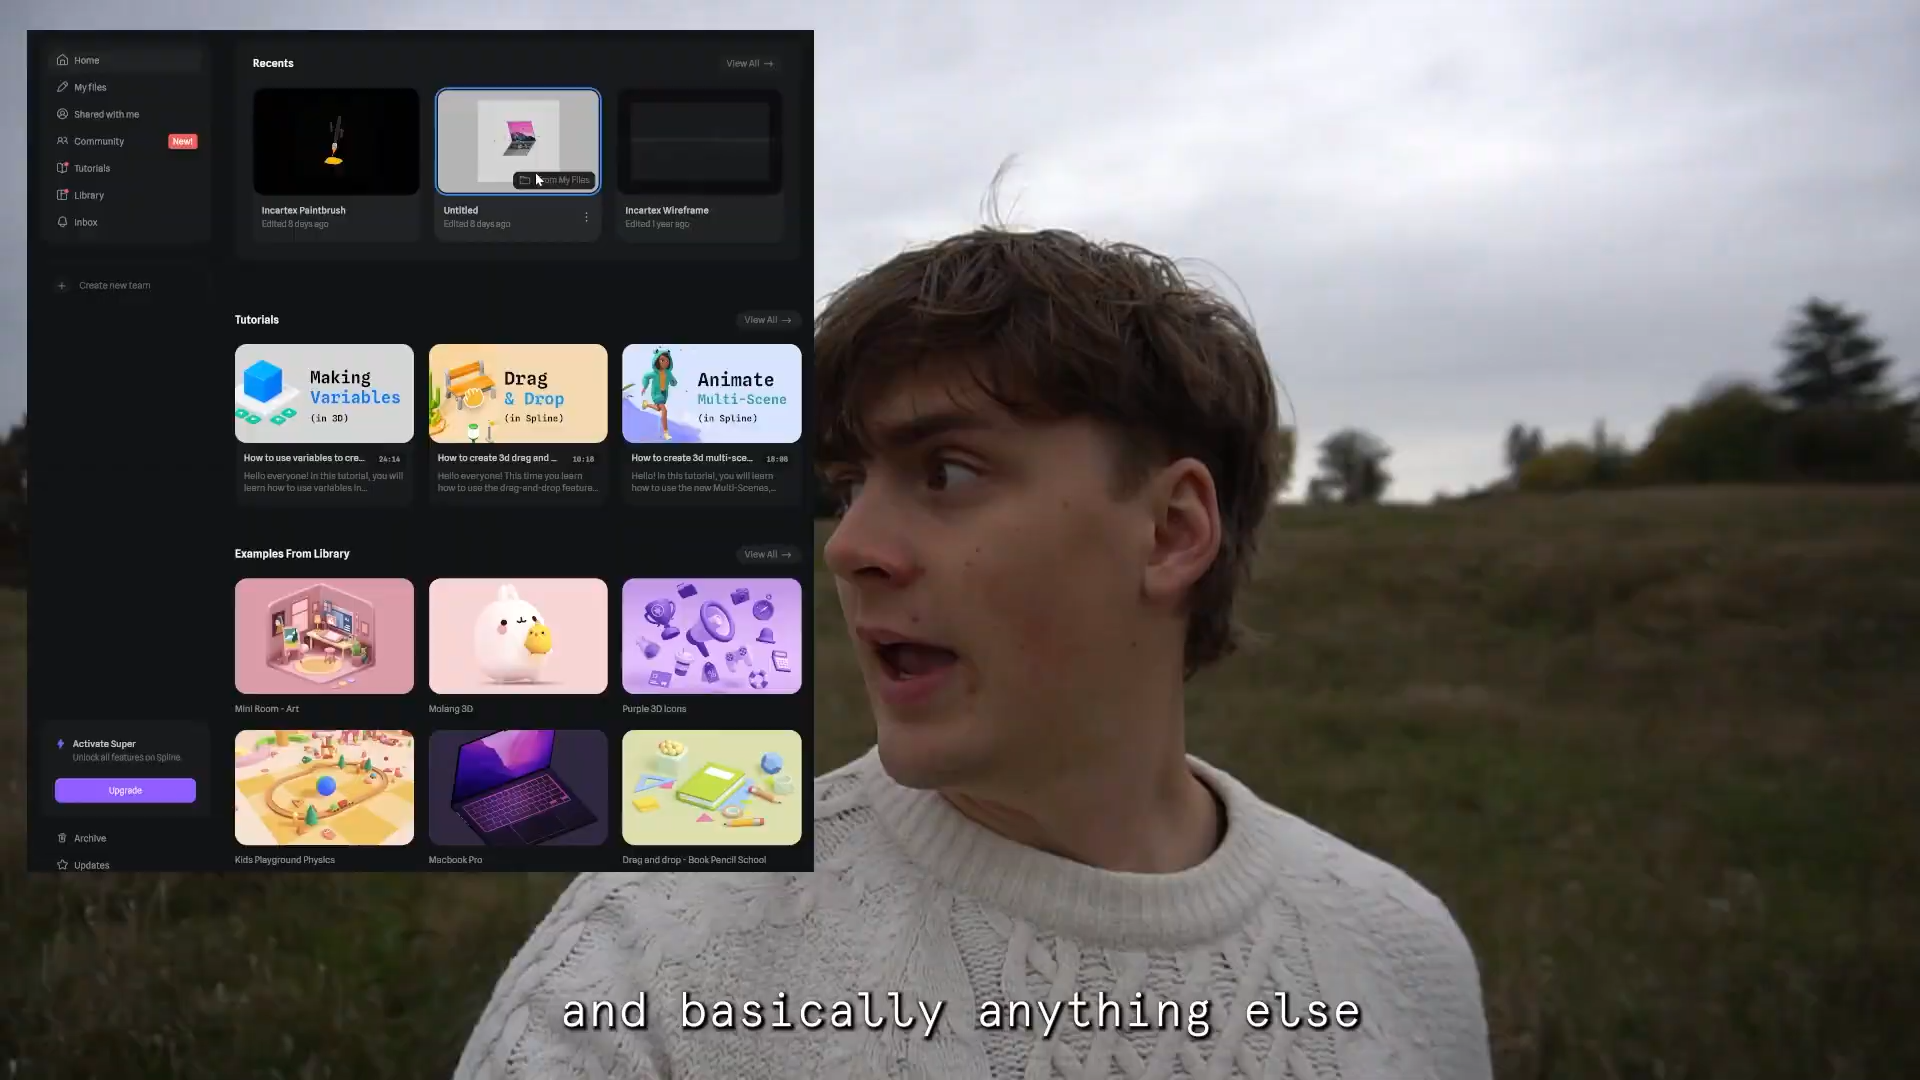 Home
My files
Shared with me
Community
New!
Tutorials
Library
Inbox
Create new team
Activate Super
Unlock all features on Spline.
Upgrade
Archive
Updates
Recents
View All →
From My Files
Incartex Paintbrush
Edited 8 days ago
Untitled
Edited 8 days ago
Incartex Wireframe
Edited 1 year ago
Tutorials
View All →
Making
Variables
(in 3D)
How to use variables to cre...
24:14
Hello everyone! In this tutorial, you will
learn how to use variables in...
Drag
& Drop
(in Spline)
How to create 3d drag and ...
10:18
Hello everyone! This time you learn
how to use the drag-and-drop feature...
Animate
Multi-Scene
(in Spline)
How to create 3d multi-sce...
Hello! In this tutorial, you will learn
how to use the new Multi-Scenes,...
Examples From Library
View All →
Mini Room - Art
Molang 3D
Purple 3D Icons
Kids Playground Physics
Macbook Pro
Drag and drop - Book Pencil School
and basically anything else